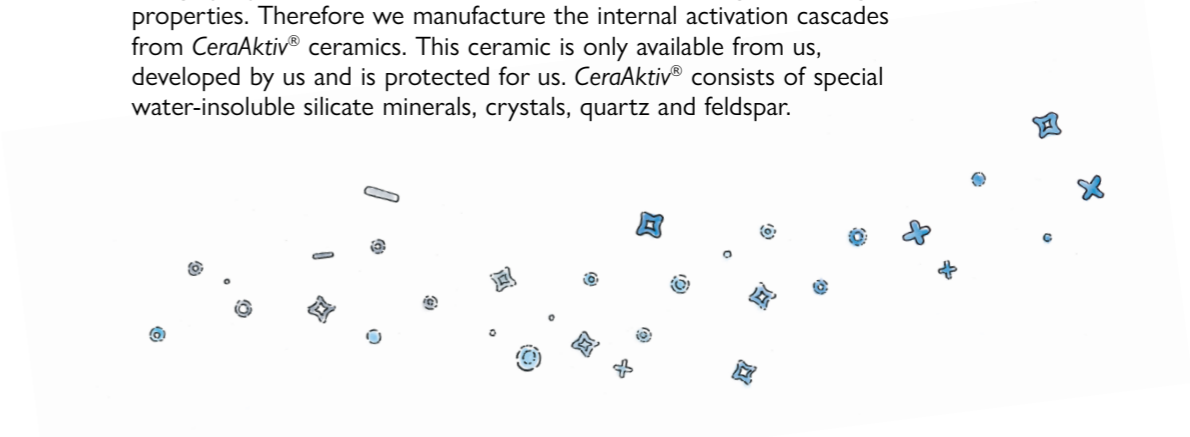 properties. Therefore we manufacture the internal activation cascades
from CeraAktiv® ceramics. This ceramic is only available from us,
developed by us and is protected for us. CeraAktiv® consists of special
water-insoluble silicate minerals, crystals, quartz and feldspar.